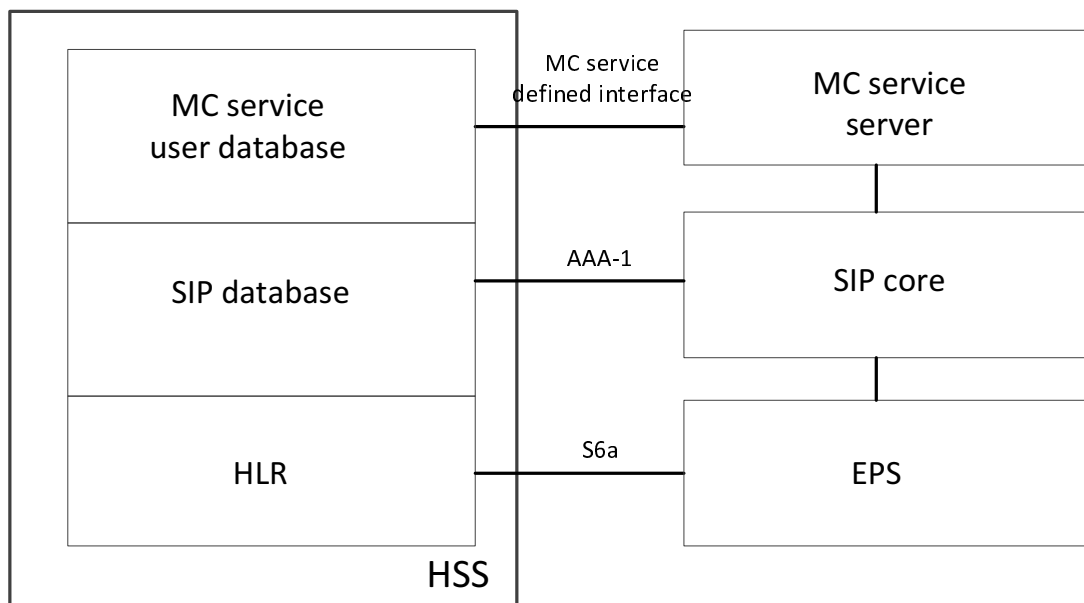 MC service
user database
MC service
defined interface
MC service
server
SIP database
AAA-1
SIP core
HLR
S6a
EPS
HSS